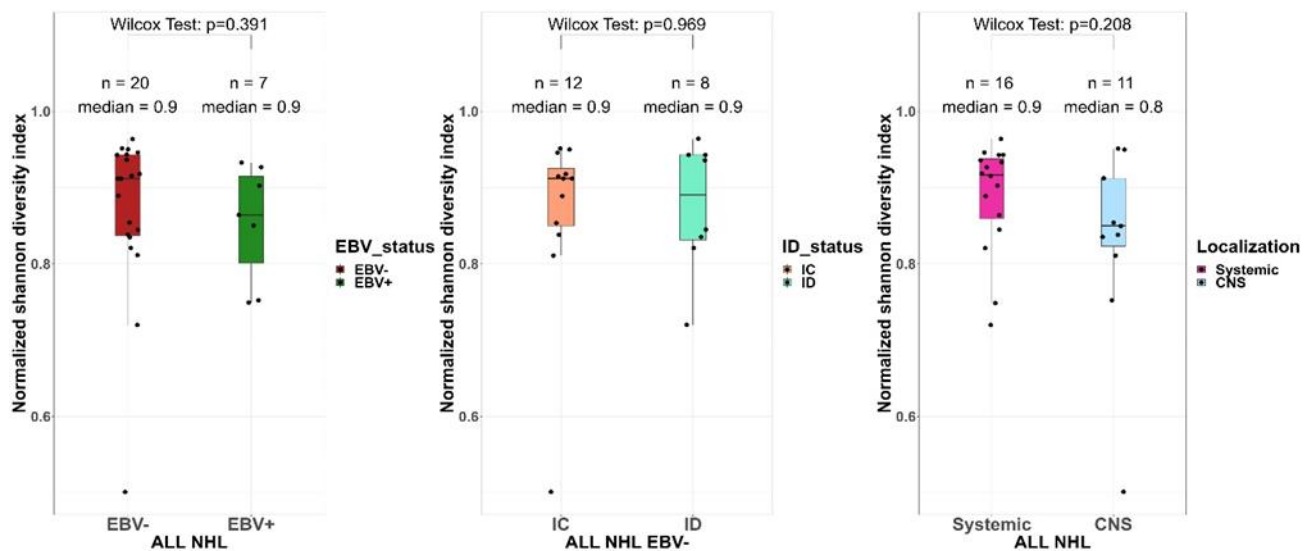 Wilcox Test: p=0.391
n = 20 n = 7
median = 0.9 median = 0.9
1.0
0.8
0.6
Normalized shannon diversity index
EBV- EBV+
ALL NHL
EBV_status
EBV-
EBV+
Wilcox Test: p=0.969
n = 12 n = 8
median = 0.9 median = 0.9
1.0
0.8
0.6
Normalized shannon diversity index
IC ID
ALL NHL EBV-
ID_status
IC
ID
Wilcox Test: p=0.208
n = 16 n = 11
median = 0.9 median = 0.8
1.0
0.8
0.6
Normalized shannon diversity index
Systemic CNS
ALL NHL
Localization
Systemic
CNS